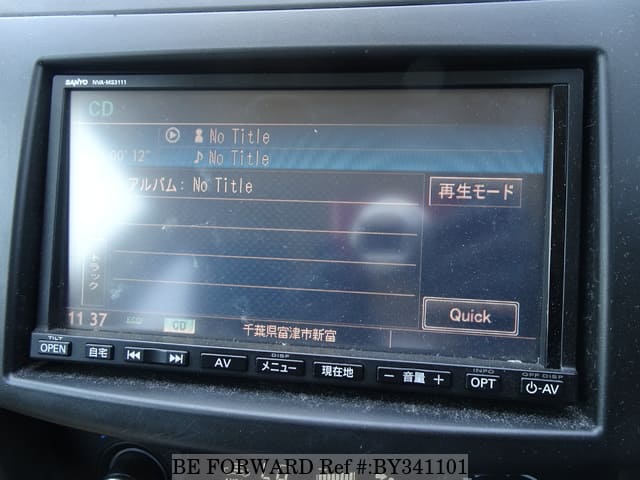 SANYO NVA-MS3111
CD
No Title
00' 12" No Title
アルバム: No Title
再生モード
トラック
Quick
11 37 CD 千葉県富津市新富
TILT
OPEN
自宅
AV
DISP
メニュー
現在地
− 音量 +
INFO
OPT
OFF DISP
-AV
BE FORWARD Ref #:BY341101